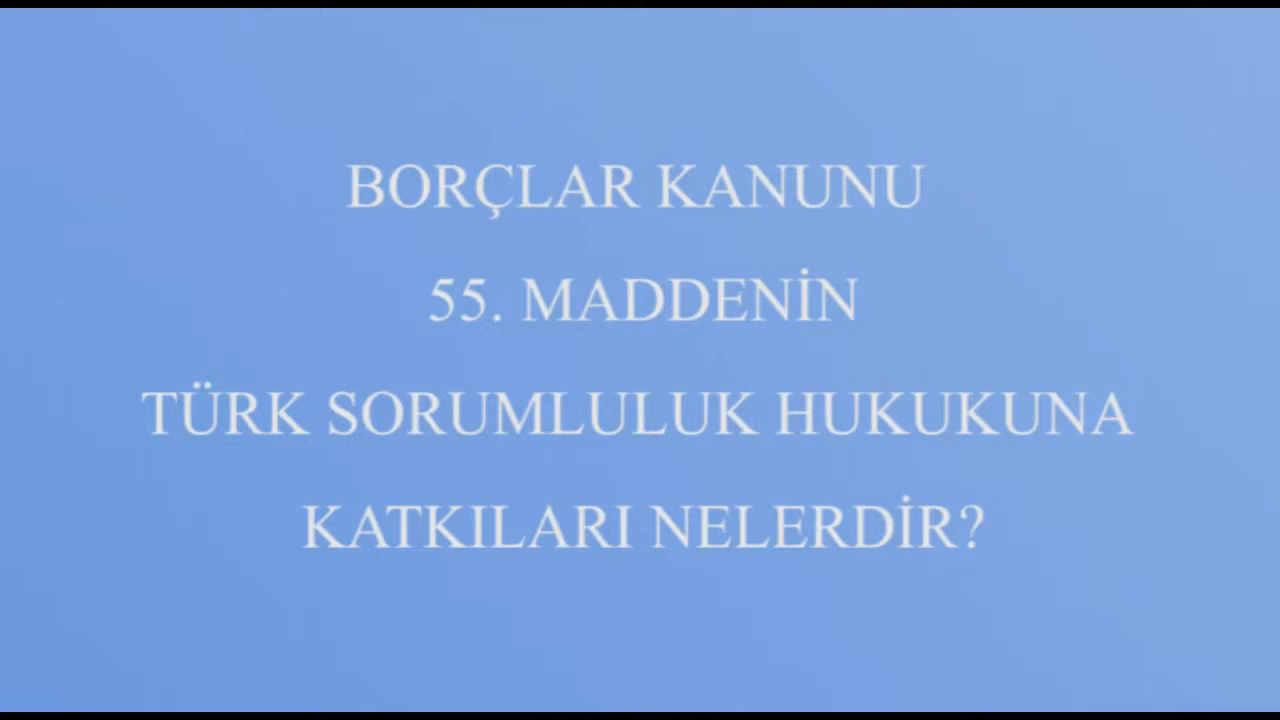 BORÇLAR KANUNU
55. MADDENİN
TÜRK SORUMLULUK HUKUKUNA
KATKILARI NELERDİR?